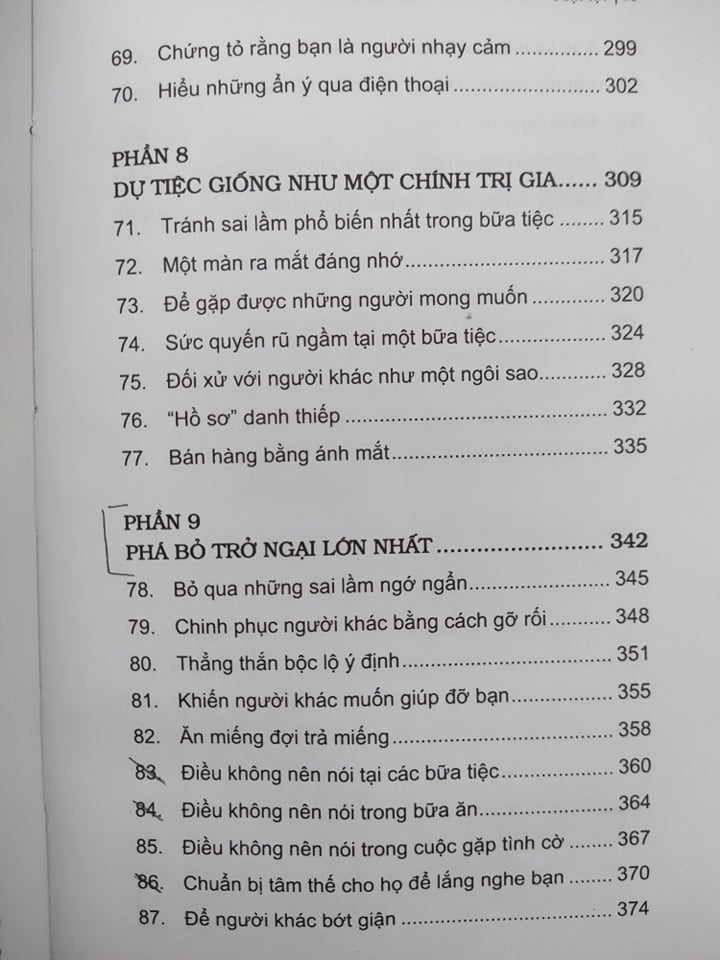 69. Chứng tỏ rằng bạn là người nhạy cảm ............... 299
70. Hiểu những ẩn ý qua điện thoại ......................... 302
PHẦN 8
DỰ TIỆC GIỐNG NHƯ MỘT CHÍNH TRỊ GIA...... 309
71. Tránh sai lầm phổ biến nhất trong bữa tiệc ........ 315
72. Một màn ra mắt đáng nhớ.................................. 317
73. Để gặp được những người mong muốn ............. 320
74. Sức quyến rũ ngầm tại một bữa tiệc.................... 324
75. Đối xử với người khác như một ngôi sao............ 328
76. “Hồ sơ” danh thiếp ............................................ 332
77. Bán hàng bằng ánh mắt..................................... 335
PHẦN 9
PHÁ BỎ TRỞ NGẠI LỚN NHẤT.......................... 342
78. Bỏ qua những sai lầm ngớ ngẩn........................ 345
79. Chinh phục người khác bằng cách gỡ rối........... 348
80. Thẳng thắn bộc lộ ý định.................................... 351
81. Khiến người khác muốn giúp đỡ bạn................. 355
82. Ăn miếng đợi trả miếng...................................... 358
83. Điều không nên nói tại các bữa tiệc................... 360
84. Điều không nên nói trong bữa ăn....................... 364
85. Điều không nên nói trong cuộc gặp tình cờ ........ 367
86. Chuẩn bị tâm thế cho họ để lắng nghe bạn ........ 370
87. Để người khác bớt giận ..................................... 374